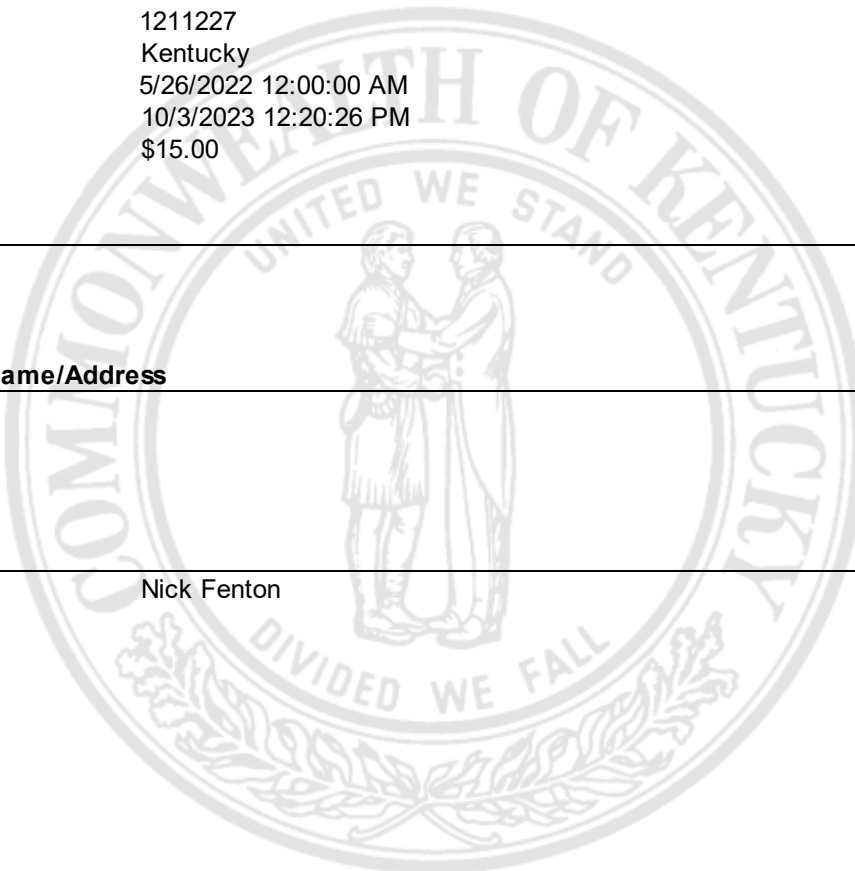 1211227
Kentucky
5/26/2022 12:00:00 AM
10/3/2023 12:20:26 PM
$15.00
COMMONWEALTH OF KENTUCKY
UNITED WE STAND
ame/Address
Nick Fenton
DIVIDED WE FALL